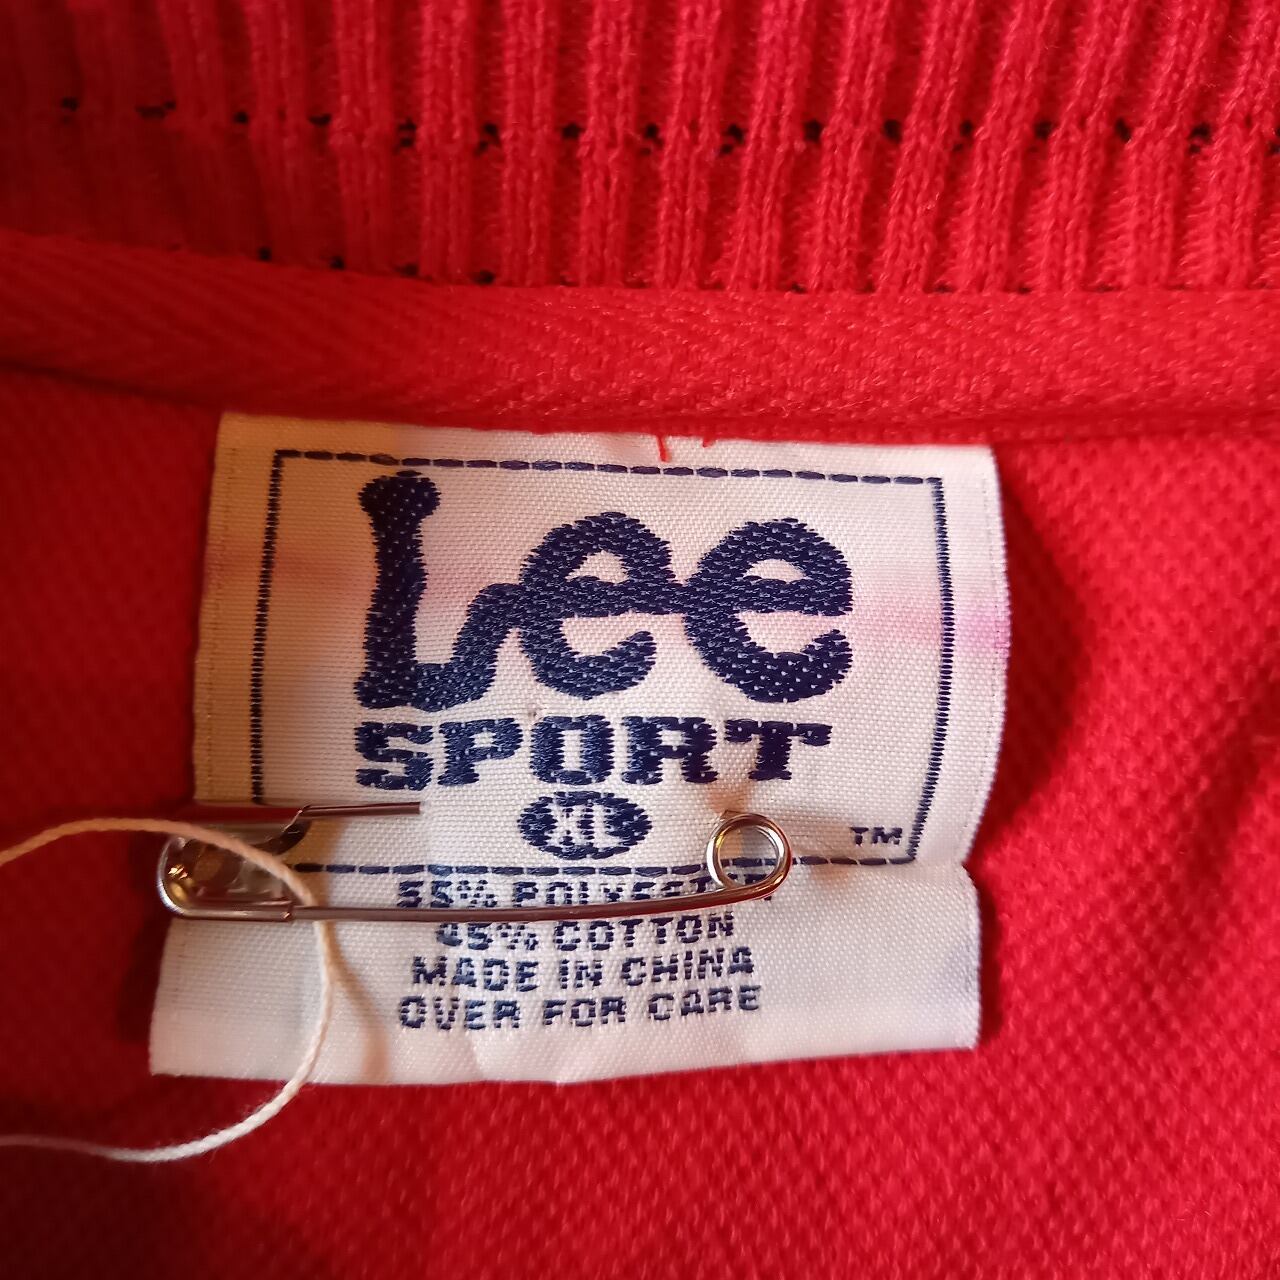 Lee
SPORT
XL
TM
55% POLYESTER
45% COTTON
MADE IN CHINA
OVER FOR CARE